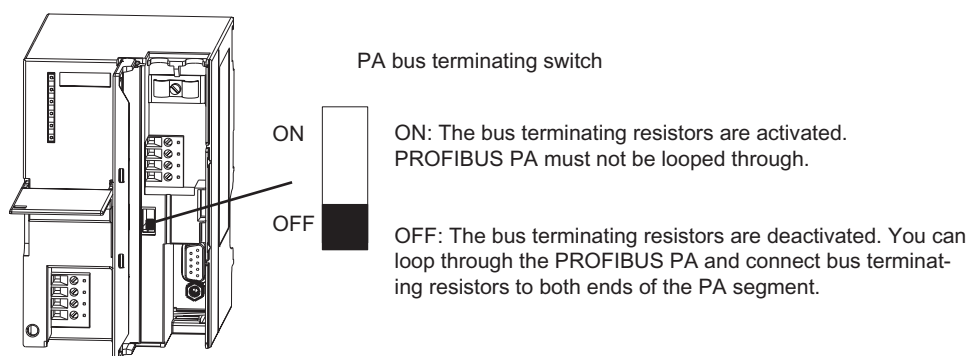 PA bus terminating switch
ON
ON: The bus terminating resistors are activated.
PROFIBUS PA must not be looped through.
OFF
OFF: The bus terminating resistors are deactivated. You can
loop through the PROFIBUS PA and connect bus terminat-
ing resistors to both ends of the PA segment.